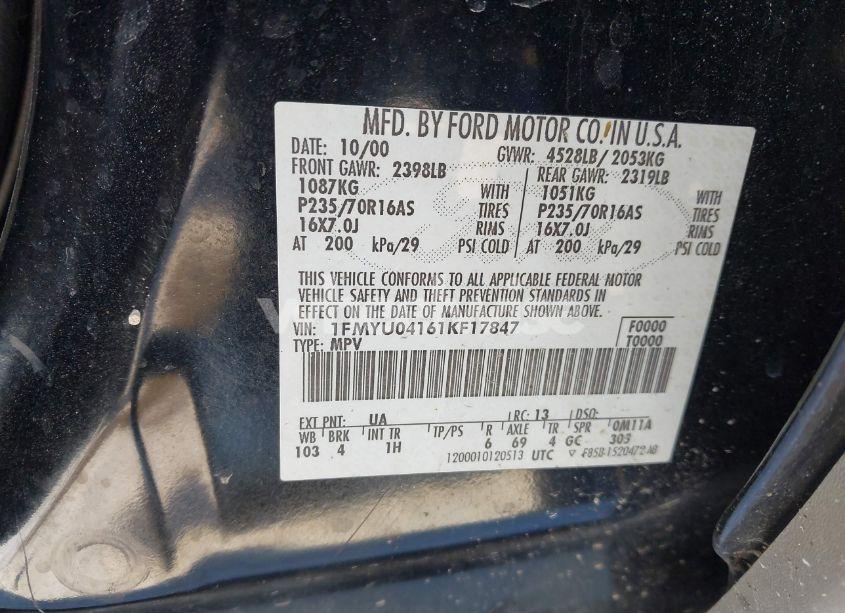 MFD. BY FORD MOTOR CO. IN U.S.A.
DATE: 10/00 GVWR: 4528LB / 2053KG
FRONT GAWR: 2398LB REAR GAWR: 2319LB
1087KG WITH 1051KG WITH
P235/70R16AS TIRES P235/70R16AS TIRES
16X7.0J RIMS 16X7.0J RIMS
AT 200 kPa/29 PSI COLD AT 200 kPa/29 PSI COLD
THIS VEHICLE CONFORMS TO ALL APPLICABLE FEDERAL MOTOR
VEHICLE SAFETY AND THEFT PREVENTION STANDARDS IN
EFFECT ON THE DATE OF MANUFACTURE SHOWN ABOVE.
VIN: 1FMYU04161KF17847 F0000
TYPE: MPV T0000
EXT PNT: UA RC: 13 DSO:
WB BRK INT TR TP/PS R AXLE TR SPR 0M11A
103 4 1H 6 69 4 GC 303
1200010120513 UTC